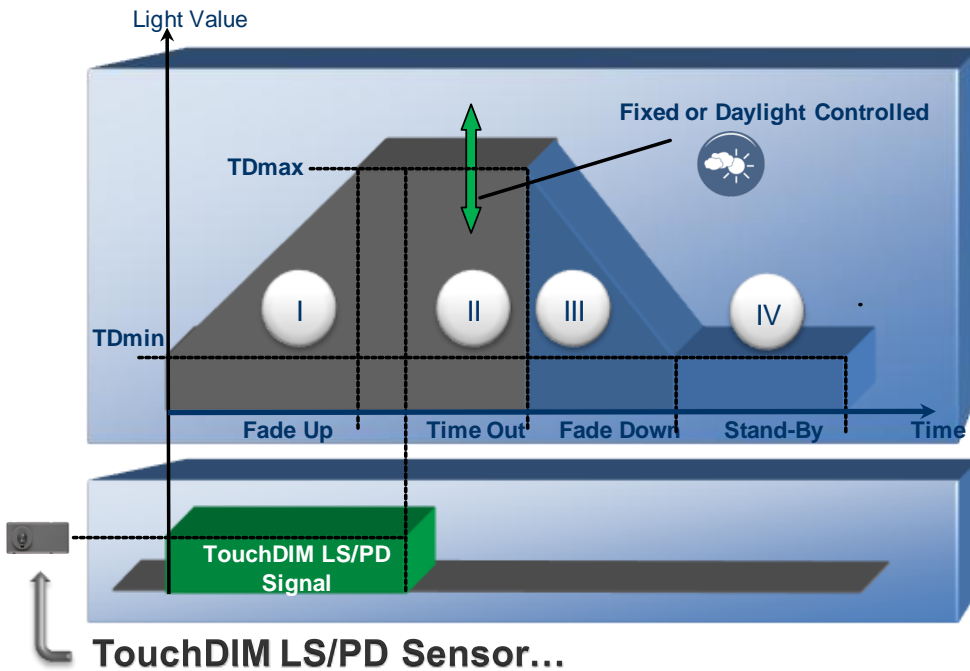 Light Value
Fixed or Daylight Controlled
TDmax
I
II
III
IV
TDmin
Fade Up
Time Out
Fade Down
Stand-By
Time
TouchDIM LS/PD
Signal
TouchDIM LS/PD Sensor...